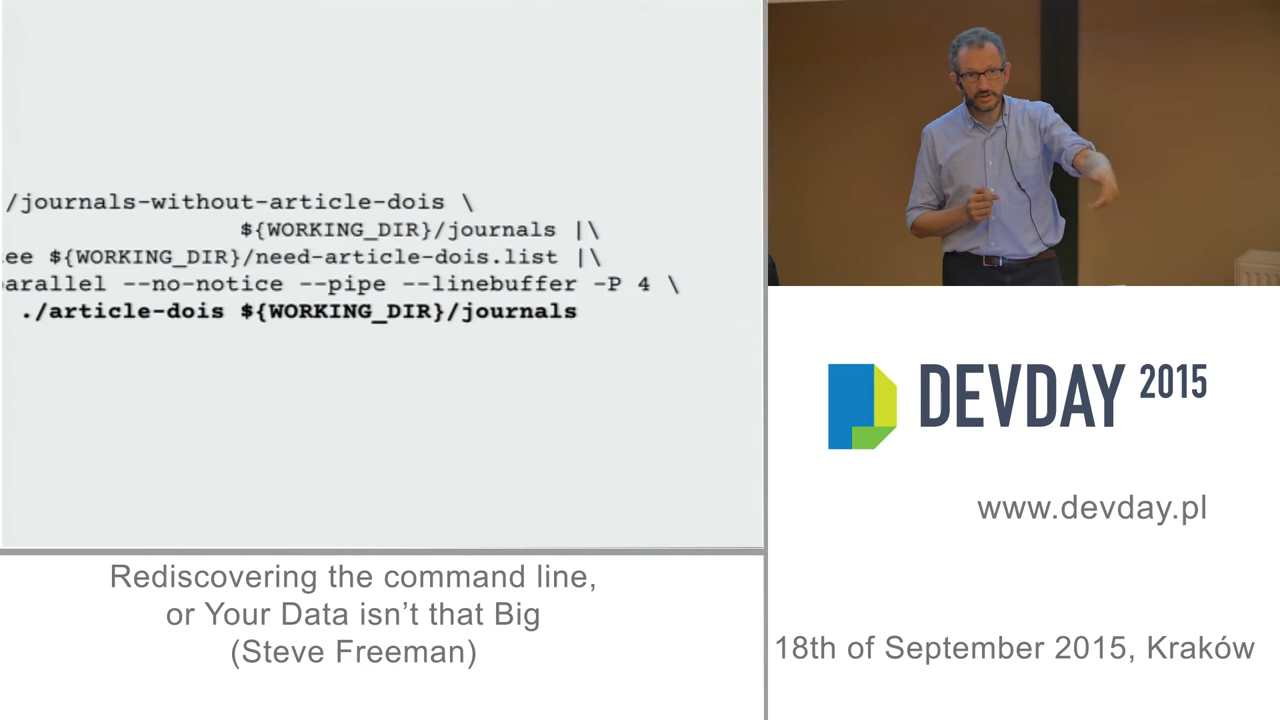 /journals-without-article-dois \
${WORKING_DIR}/journals |\
ee ${WORKING_DIR}/need-article-dois.list |\
arallel --no-notice --pipe --linebuffer -P 4 \
./article-dois ${WORKING_DIR}/journals
DEVDAY 2015
www.devday.pl
Rediscovering the command line,
or Your Data isn't that Big
(Steve Freeman)
18th of September 2015, Kraków